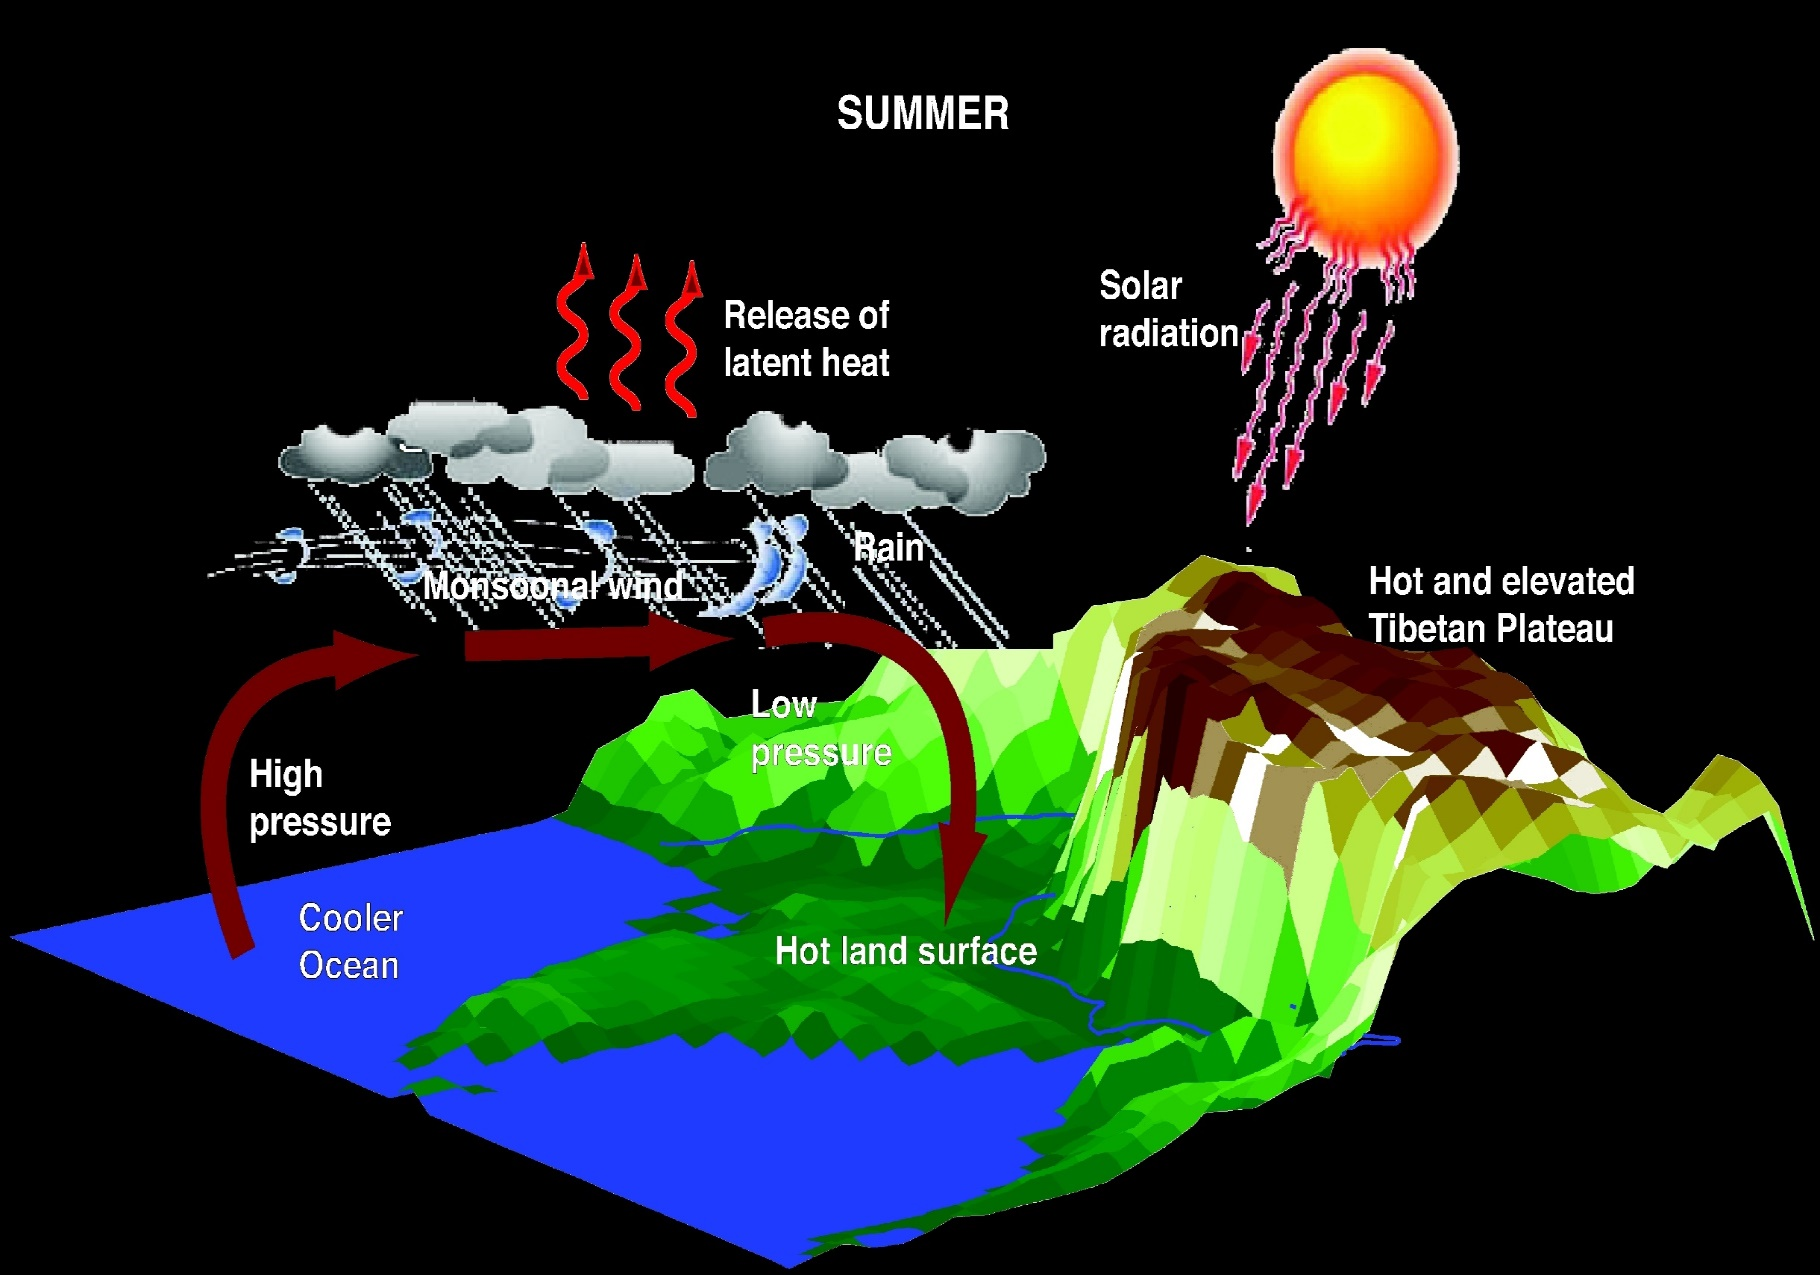 SUMMER
Solar
radiation
Release of
latent heat
Rain
Monsoonal wind
Hot and elevated
Tibetan Plateau
Low
pressure
High
pressure
Cooler
Ocean
Hot land surface